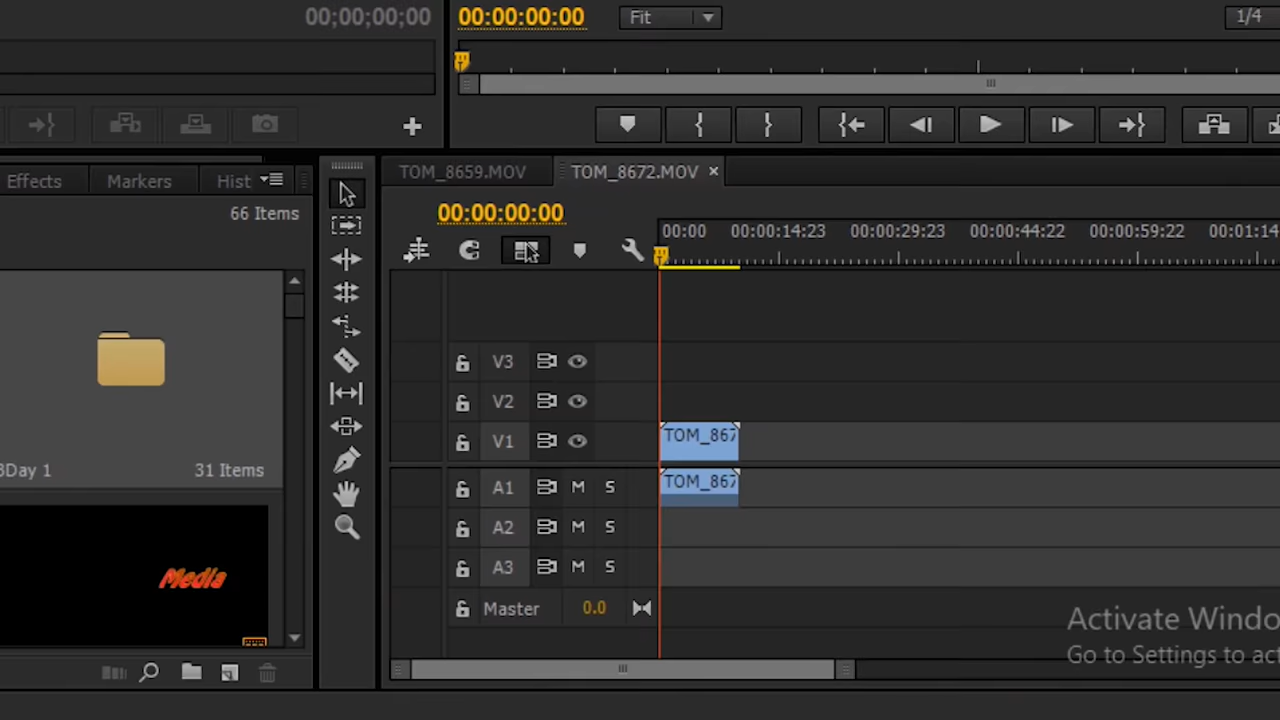 00;00;00;00
00:00:00:00
Fit
1/4
Effects
Markers
Hist
TOM_8659.MOV
TOM_8672.MOV
66 Items
00:00:00:00
00:00
00:00:14:23
00:00:29:23
00:00:44:22
00:00:59:22
00:01:14
V3
V2
V1
TOM_867
3Day 1
31 Items
A1
M
S
TOM_867
A2
M
S
A3
M
S
Media
Master
0.0
Activate Windo
Go to Settings to act